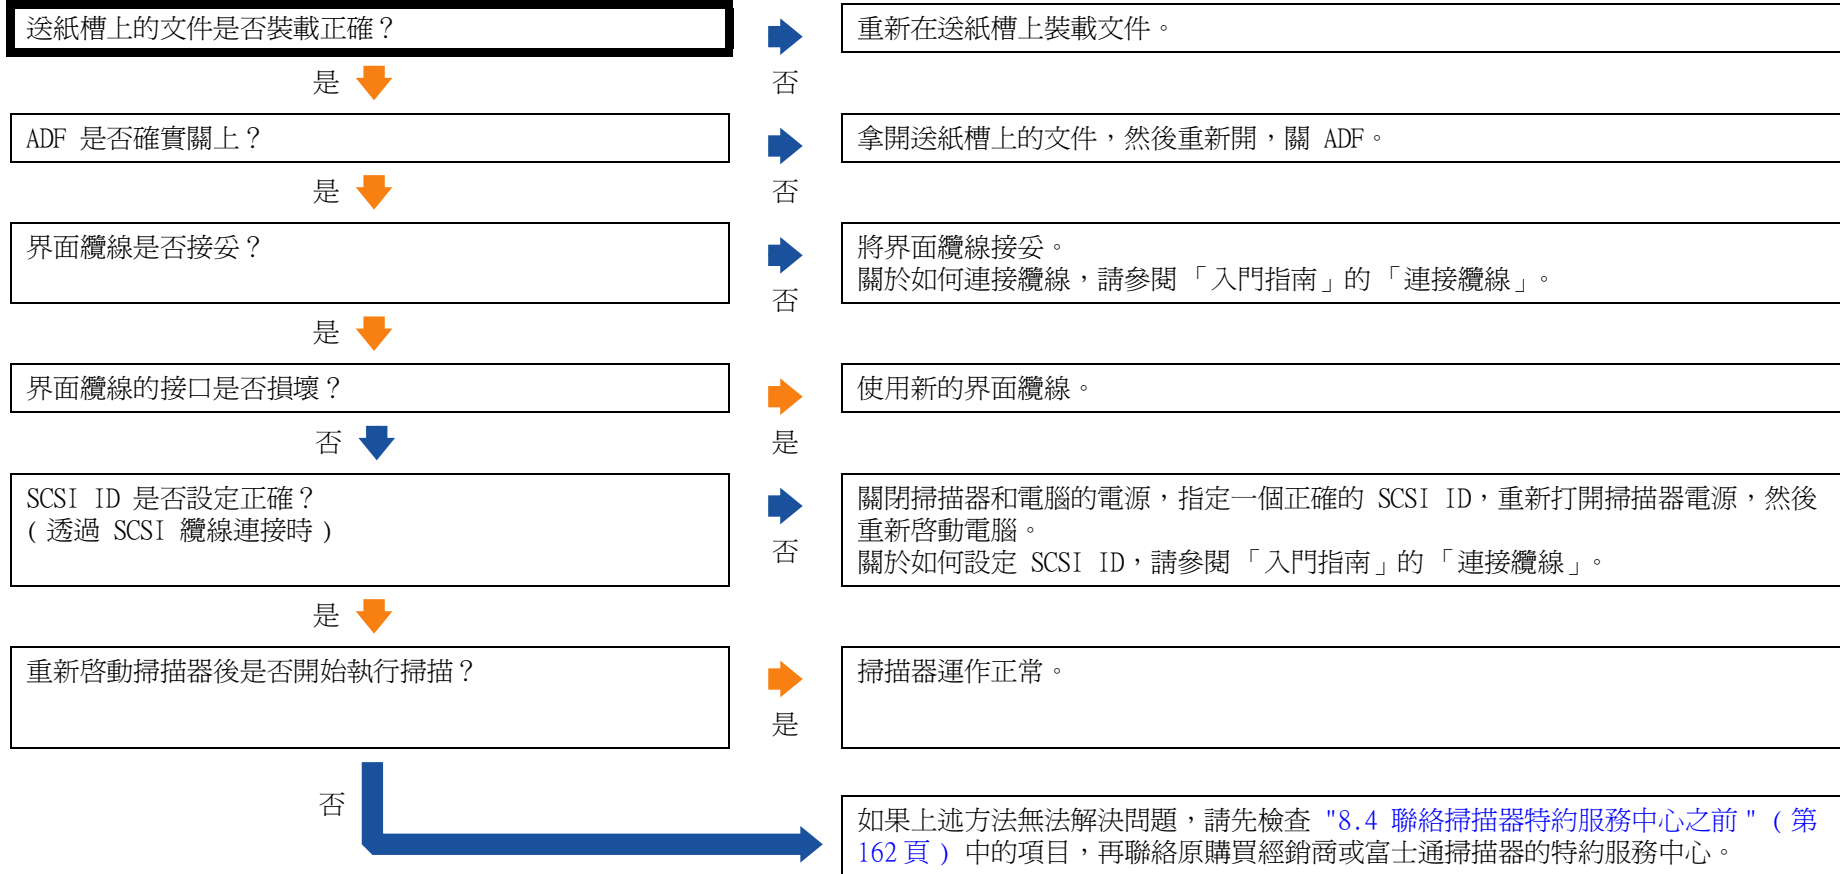 送紙槽上的文件是否裝載正確？
重新在送紙槽上裝載文件。
是
否
ADF 是否確實關上？
拿開送紙槽上的文件，然後重新開，關 ADF。
是
否
界面纜線是否接妥？
將界面纜線接妥。
關於如何連接纜線，請參閱「入門指南」的「連接纜線」。
否
是
界面纜線的接口是否損壞？
使用新的界面纜線。
否
是
SCSI ID 是否設定正確？
( 透過 SCSI 纜線連接時 )
關閉掃描器和電腦的電源，指定一個正確的 SCSI ID，重新打開掃描器電源，然後
重新啓動電腦。
關於如何設定 SCSI ID，請參閱「入門指南」的「連接纜線」。
否
是
重新啓動掃描器後是否開始執行掃描？
掃描器運作正常。
是
否
如果上述方法無法解決問題，請先檢查 "8.4 聯絡掃描器特約服務中心之前 " ( 第
162 頁 ) 中的項目，再聯絡原購買經銷商或富士通掃描器的特約服務中心。